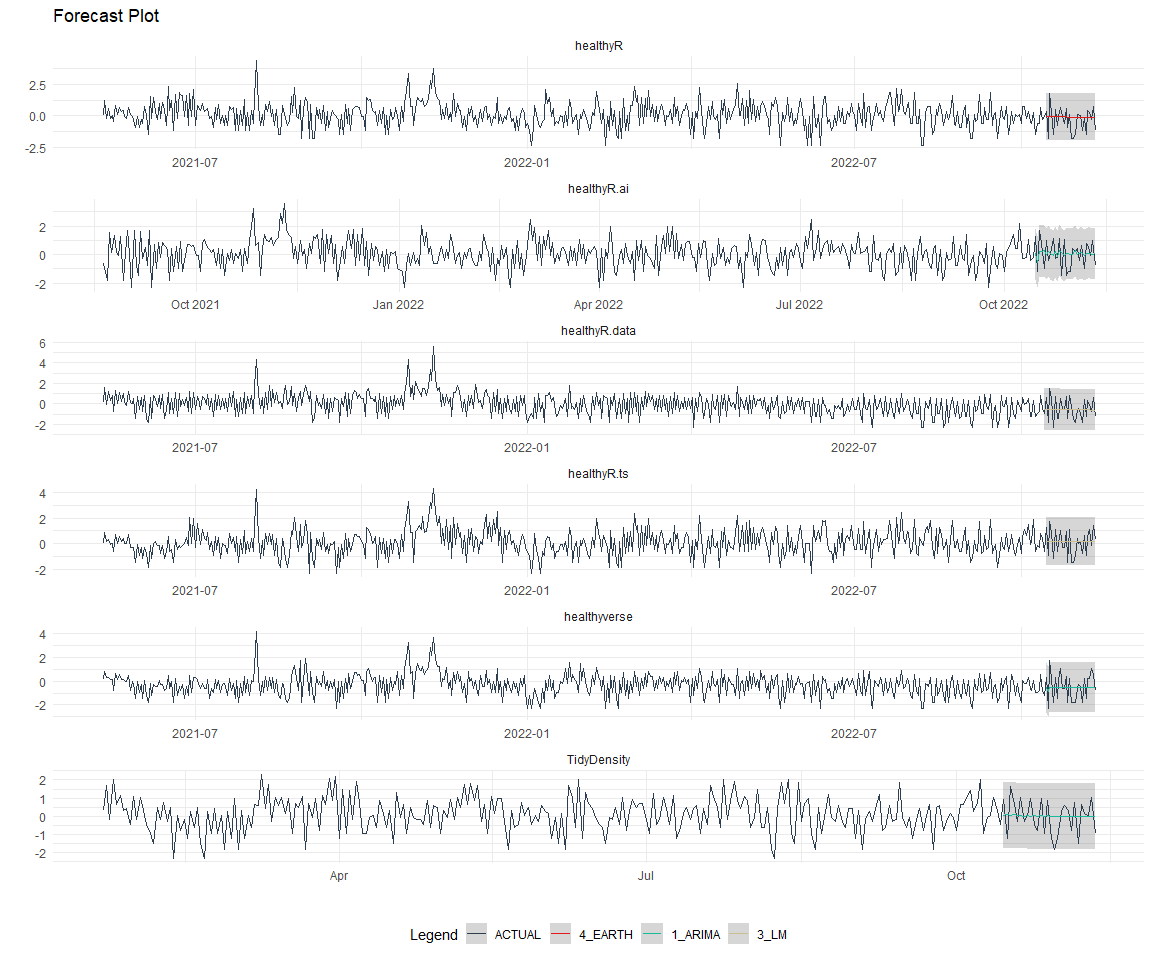 Forecast Plot
healthyR
2.5
0.0
-2.5
2021-07 2022-01 2022-07
healthyR.ai
2
0
-2
Oct 2021 Jan 2022 Apr 2022 Jul 2022 Oct 2022
healthyR.data
6
4
2
0
-2
2021-07 2022-01 2022-07
healthyR.ts
4
2
0
-2
2021-07 2022-01 2022-07
healthyverse
4
2
0
-2
2021-07 2022-01 2022-07
TidyDensity
2
1
0
-1
-2
Apr Jul Oct
Legend ACTUAL 4_EARTH 1_ARIMA 3_LM